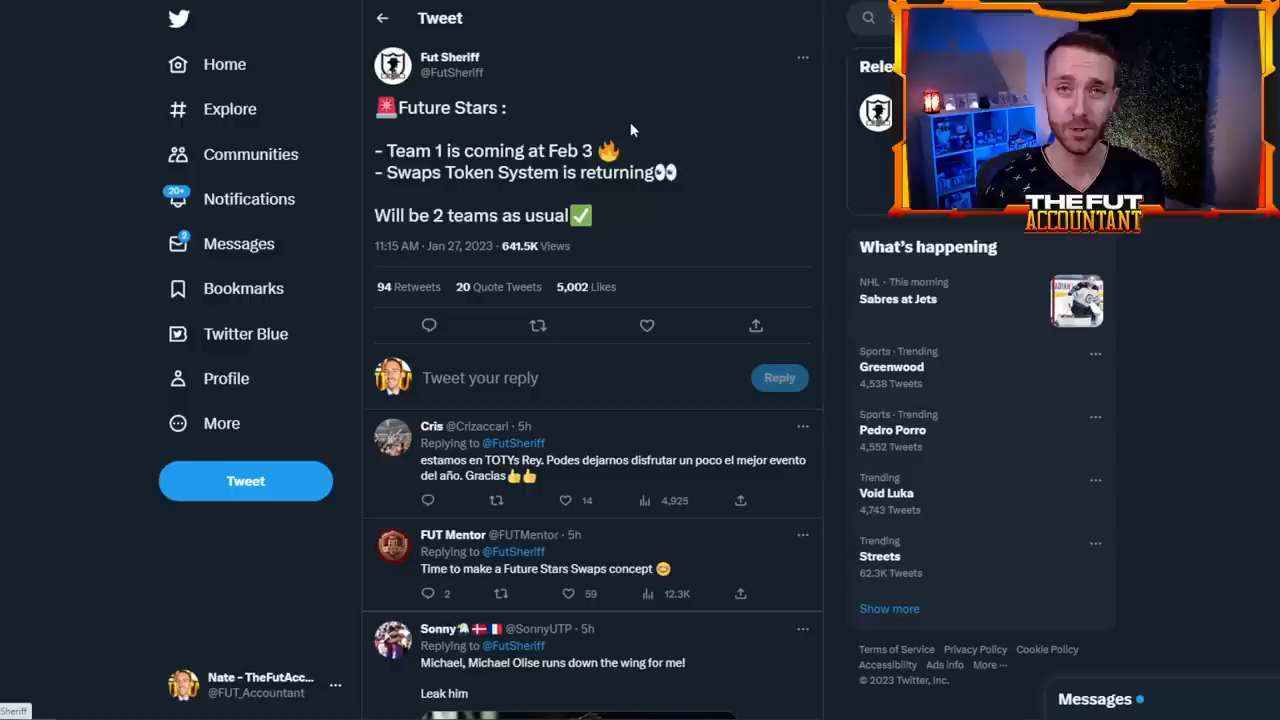 Home
Explore
Communities
20+
Notifications
2
Messages
Bookmarks
Twitter Blue
Profile
More
Tweet
Nate - TheFutAcc...
@FUT_Accountant
Sheriff
Tweet
Fut Sheriff
@FutSheriff
🚨Future Stars :
- Team 1 is coming at Feb 3 🔥
- Swaps Token System is returning👀
Will be 2 teams as usual✅
11:15 AM · Jan 27, 2023 · 641.5K Views
94 Retweets 20 Quote Tweets 5,002 Likes
Tweet your reply
Reply
Cris @Crizaccarl · 5h
Replying to @FutSheriff
estamos en TOTYs Rey. Podes dejarnos disfrutar un poco el mejor evento
del año. Gracias👍👍
14 4,925
FUT Mentor @FUTMentor · 5h
Replying to @FutSheriff
Time to make a Future Stars Swaps concept 🤩
2 59 12.3K
Sonny🦅🇩🇰🇫🇷 @SonnyUTP · 5h
Replying to @FutSheriff
Michael, Michael Olise runs down the wing for me!
Leak him
Rele
THE FUT
ACCOUNTANT
What's happening
NHL · This morning
Sabres at Jets
Sports · Trending
Greenwood
4,538 Tweets
Sports · Trending
Pedro Porro
4,552 Tweets
Trending
Void Luka
4,743 Tweets
Trending
Streets
62.3K Tweets
Show more
Terms of Service Privacy Policy Cookie Policy
Accessibility Ads info More ···
© 2023 Twitter, Inc.
Messages